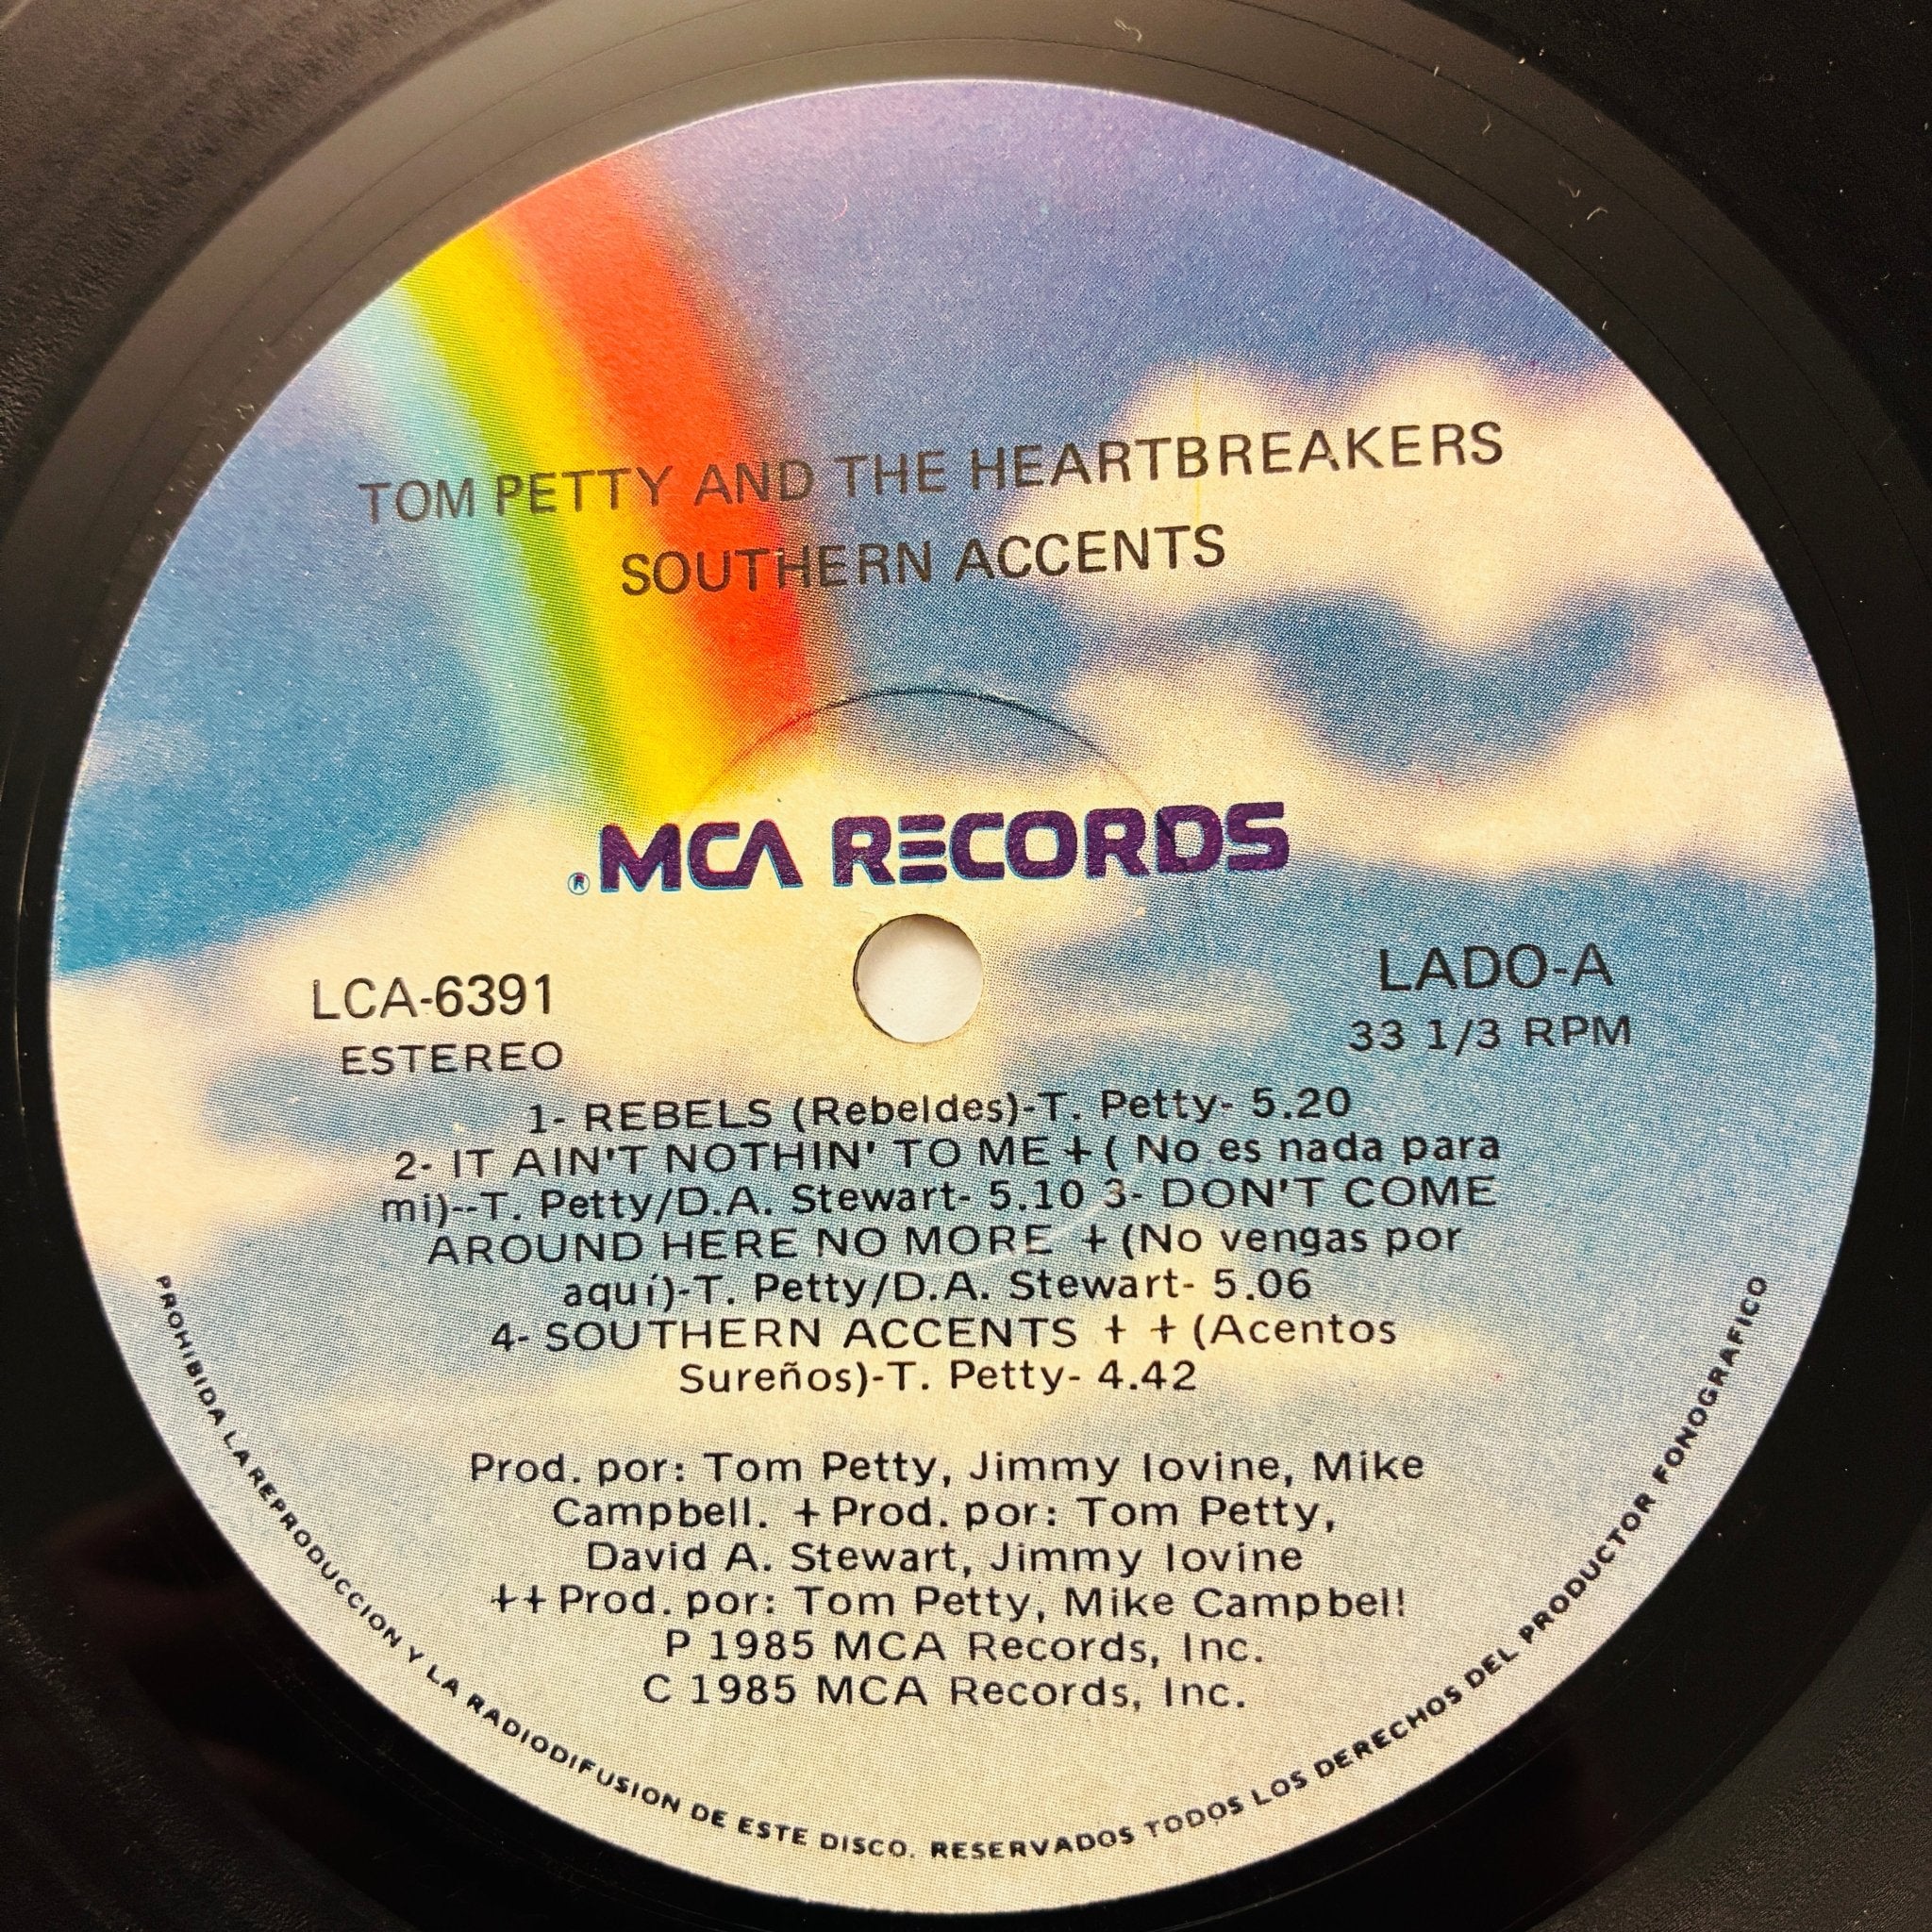 TOM PETTY AND THE HEARTBREAKERS
SOUTHERN ACCENTS
® MCA RECORDS
LCA-6391
ESTEREO
LADO-A
33 1/3 RPM
1- REBELS (Rebeldes)-T. Petty- 5.20
2- IT AIN'T NOTHIN' TO ME + ( No es nada para
mi)--T. Petty/D.A. Stewart- 5.10 3- DON'T COME
AROUND HERE NO MORE + (No vengas por
aquí)-T. Petty/D.A. Stewart- 5.06
4- SOUTHERN ACCENTS + + (Acentos
Sureños)-T. Petty- 4.42
Prod. por: Tom Petty, Jimmy Iovine, Mike
Campbell. + Prod. por: Tom Petty,
David A. Stewart, Jimmy Iovine
++ Prod. por: Tom Petty, Mike Campbel!
P 1985 MCA Records, Inc.
C 1985 MCA Records, Inc.
PROHIBIDA LA REPRODUCCION Y LA RADIODIFUSION DE ESTE DISCO. RESERVADOS TODOS LOS DERECHOS DEL PRODUCTOR FONOGRAFICO